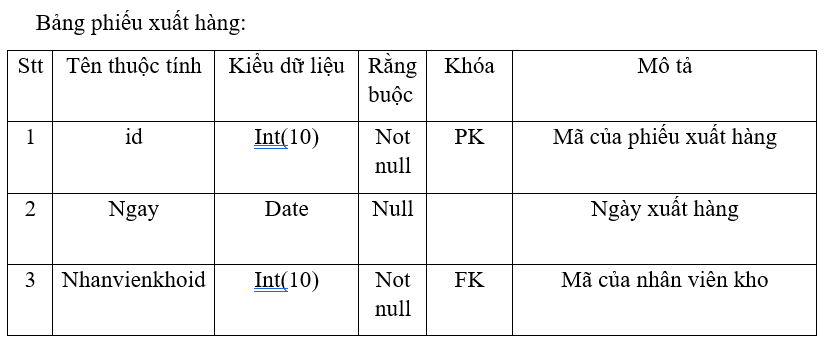 Bảng phiếu xuất hàng:
Stt Tên thuộc tính Kiểu dữ liệu Rằng buộc Khóa Mô tả
1 id Int(10) Not null PK Mã của phiếu xuất hàng
2 Ngay Date Null Ngày xuất hàng
3 Nhanvienkhoid Int(10) Not null FK Mã của nhân viên kho